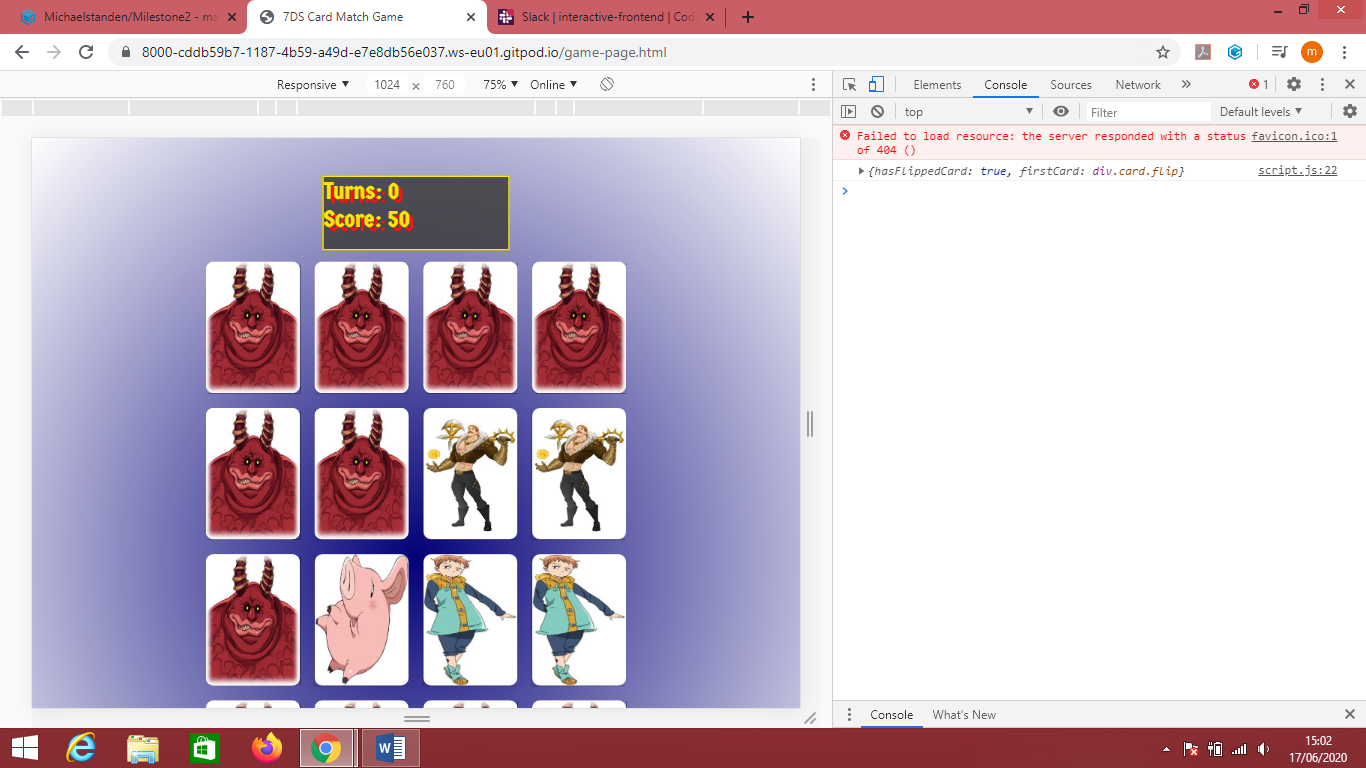 Michaelstanden/Milestone2 - ma
7DS Card Match Game
Slack | interactive-frontend | Cod
8000-cddb59b7-1187-4b59-a49d-e7e8db56e037.ws-eu01.gitpod.io/game-page.html
m
Responsive ▼ 1024 × 760 75% ▼ Online ▼
Elements Console Sources Network » 1
top ▼ Filter Default levels ▼
Failed to load resource: the server responded with a status favicon.ico:1
of 404 ()
{hasFlippedCard: true, firstCard: div.card.flip} script.js:22
Turns: 0
Score: 50
Console What's New
15:02
17/06/2020